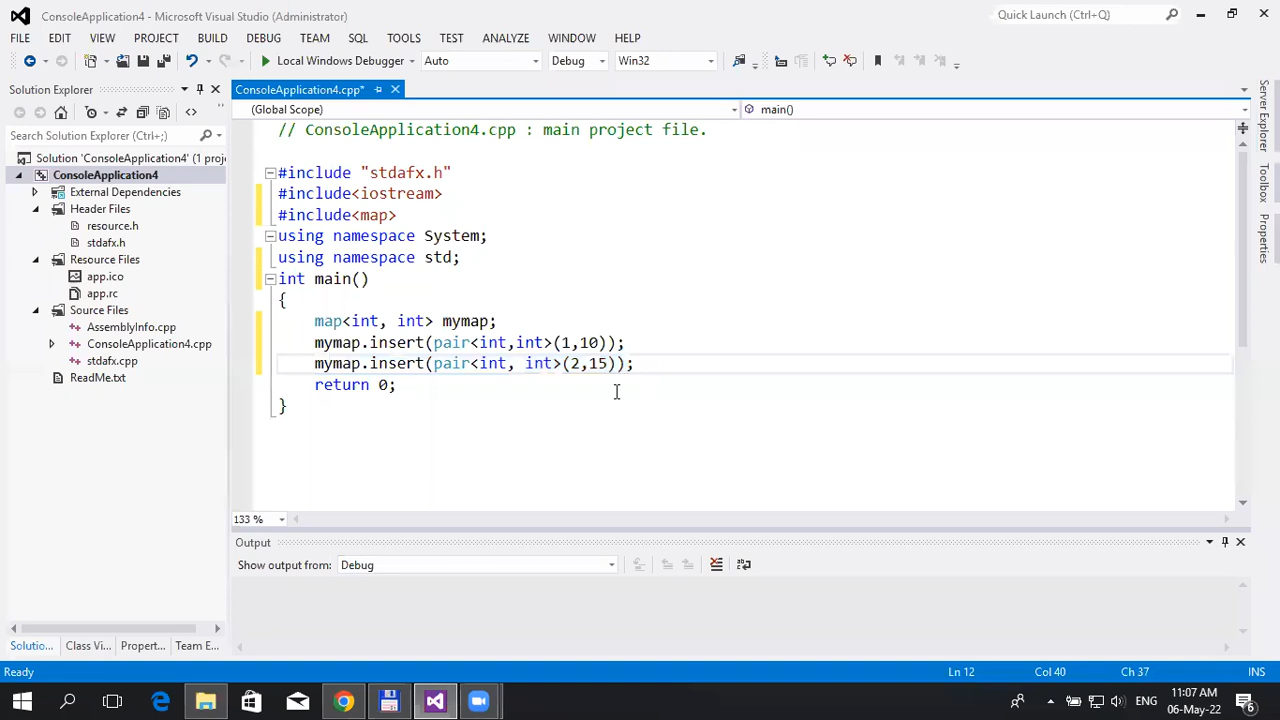 ConsoleApplication4 - Microsoft Visual Studio (Administrator)
Quick Launch (Ctrl+Q)
FILE EDIT VIEW PROJECT BUILD DEBUG TEAM SQL TOOLS TEST ANALYZE WINDOW HELP
Local Windows Debugger Auto Debug Win32
Solution Explorer
ConsoleApplication4.cpp*
(Global Scope) main()
Search Solution Explorer (Ctrl+;)
Solution 'ConsoleApplication4' (1 proj
ConsoleApplication4
External Dependencies
Header Files
resource.h
stdafx.h
Resource Files
app.ico
app.rc
Source Files
AssemblyInfo.cpp
ConsoleApplication4.cpp
stdafx.cpp
ReadMe.txt
// ConsoleApplication4.cpp : main project file.
#include "stdafx.h"
#include<iostream>
#include<map>
using namespace System;
using namespace std;
int main()
{
map<int, int> mymap;
mymap.insert(pair<int,int>(1,10));
mymap.insert(pair<int, int>(2,15));
return 0;
}
133 %
Output
Show output from: Debug
Server Explorer
Toolbox
Properties
Solutio... Class Vi... Propert... Team E...
Ready Ln 12 Col 40 Ch 37 INS
ENG
11:07 AM
06-May-22
6